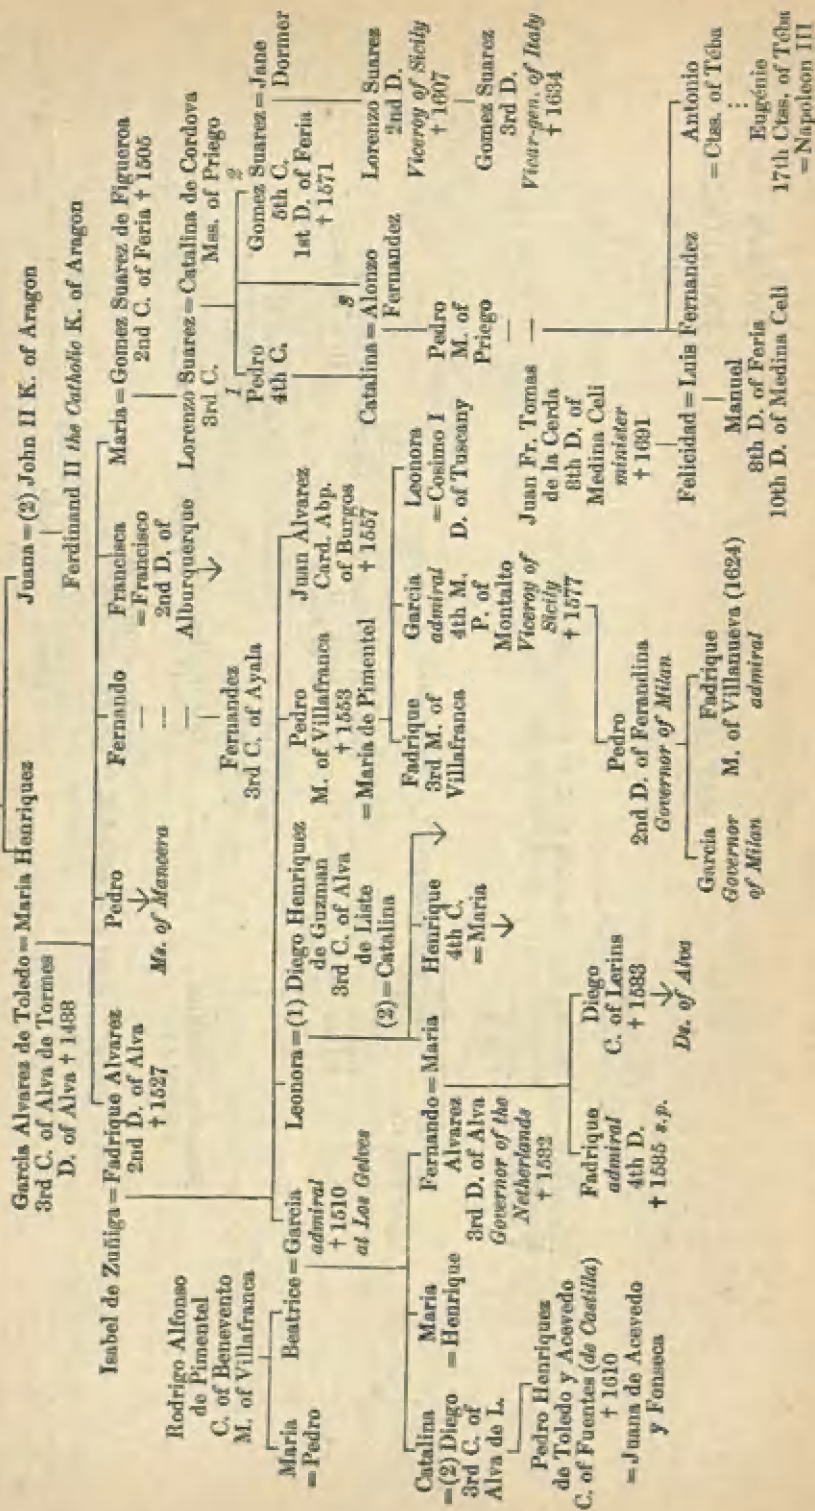 Garcia Alvarez de Toledo = Maria Henriquez
3rd C. of Alva de Tormes
D. of Alva † 1488
Juana = (2) John II K. of Aragon
Ferdinand II the Catholic K. of Aragon
Isabel de Zuñiga = Fadrique Alvarez
2nd D. of Alva
† 1527
Pedro
Ms. of Mancera
Fernando
—
—
—
Fernandez
3rd C. of Ayala
Francisca
= Francisco
2nd D. of
Alburquerque
Maria = Gomez Suarez de Figueroa
2nd C. of Feria † 1505
Lorenzo Suarez = Catalina de Cordova
3rd C. Mss. of Priego
1
Pedro
4th C.
2
Gomez Suarez = Jane
5th C. Dormer
1st D. of Feria
† 1571
Lorenzo Suarez
2nd D.
Viceroy of Sicily
† 1607
Gomez Suarez
3rd D.
Vicar-gen. of Italy
† 1634
3
Catalina = Alonzo
Fernandez
Pedro
M. of
Priego
—
—
Rodrigo Alfonso
de Pimentel
C. of Benevento
M. of Villafranca
Maria
= Pedro
Beatrice = Garcia
admiral
† 1510
at Los Gelves
Leonora = (1) Diego Henriquez
de Guzman
3rd C. of Alva
de Liste
(2) = Catalina
Pedro
M. of Villafranca
† 1553
= Maria de Pimentel
Juan Alvarez
Card. Abp.
of Burgos
† 1557
Catalina
= (2) Diego
3rd C. of
Alva de L.
Maria
= Henrique
Fernando = Maria
Alvarez
3rd D. of Alva
Governor of the
Netherlands
† 1582
Henrique
4th C.
= Maria
Fadrique
3rd M. of
Villafranca
Garcia
admiral
4th M.
P. of
Montalto
Viceroy of
Sicily
† 1577
Leonora
= Cosimo I
D. of Tuscany
Juan Fr. Tomas
de la Cerda
8th D. of
Medina Celi
minister
† 1691
Felicidad = Luis Fernandez
Antonio
= Ctss. of Téba
Pedro Henriquez
de Toledo y Acevedo
C. of Fuentes (de Castilla)
† 1610
= Juana de Acevedo
y Fonseca
Fadrique
admiral
4th D.
† 1585 s.p.
Diego
C. of Lerins
† 1583
Ds. of Alva
Pedro
2nd D. of Ferandina
Governor of Milan
Garcia
Governor
of Milan
Fadrique
M. of Villanueva (1624)
admiral
Manuel
8th D. of Feria
10th D. of Medina Celi
Eugénie
17th Ctss. of Téba
= Napoleon III